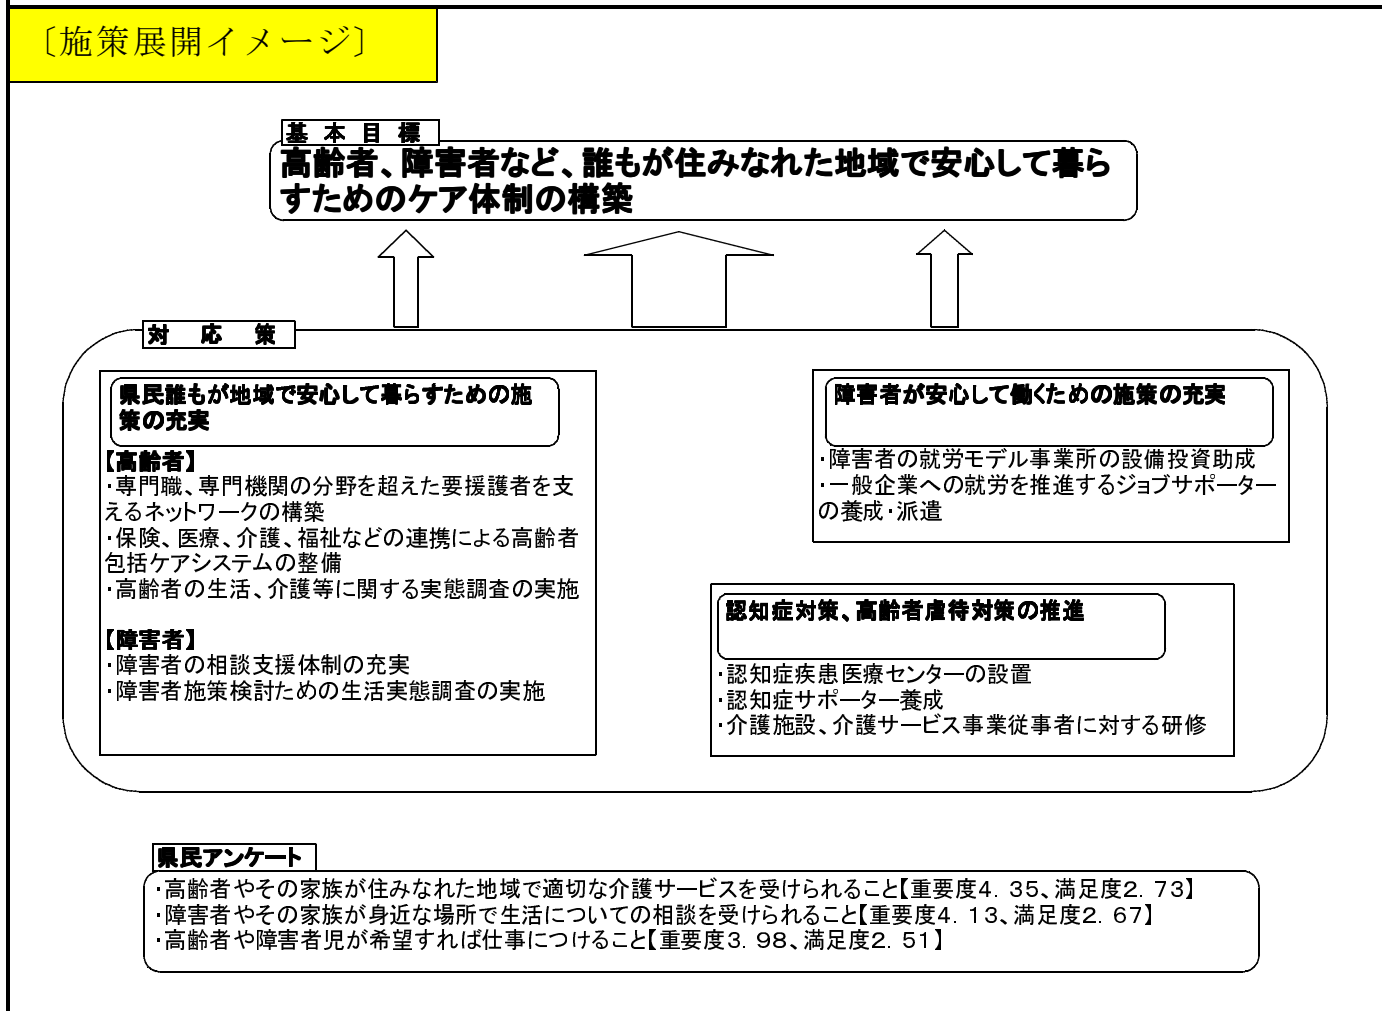 〔施策展開イメージ〕
基本目標
高齢者、障害者など、誰もが住みなれた地域で安心して暮ら
すためのケア体制の構築
対応策
県民誰もが地域で安心して暮らすための施
策の充実
【高齢者】
・専門職、専門機関の分野を超えた要援護者を支
えるネットワークの構築
・保険、医療、介護、福祉などの連携による高齢者
包括ケアシステムの整備
・高齢者の生活、介護等に関する実態調査の実施
【障害者】
・障害者の相談支援体制の充実
・障害者施策検討ための生活実態調査の実施
障害者が安心して働くための施策の充実
・障害者の就労モデル事業所の設備投資助成
・一般企業への就労を推進するジョブサポーター
の養成・派遣
認知症対策、高齢者虐待対策の推進
・認知症疾患医療センターの設置
・認知症サポーター養成
・介護施設、介護サービス事業従事者に対する研修
県民アンケート
・高齢者やその家族が住みなれた地域で適切な介護サービスを受けられること【重要度4．35、満足度2．73】
・障害者やその家族が身近な場所で生活についての相談を受けられること【重要度4．13、満足度2．67】
・高齢者や障害者児が希望すれば仕事につけること【重要度3．98、満足度2．51】